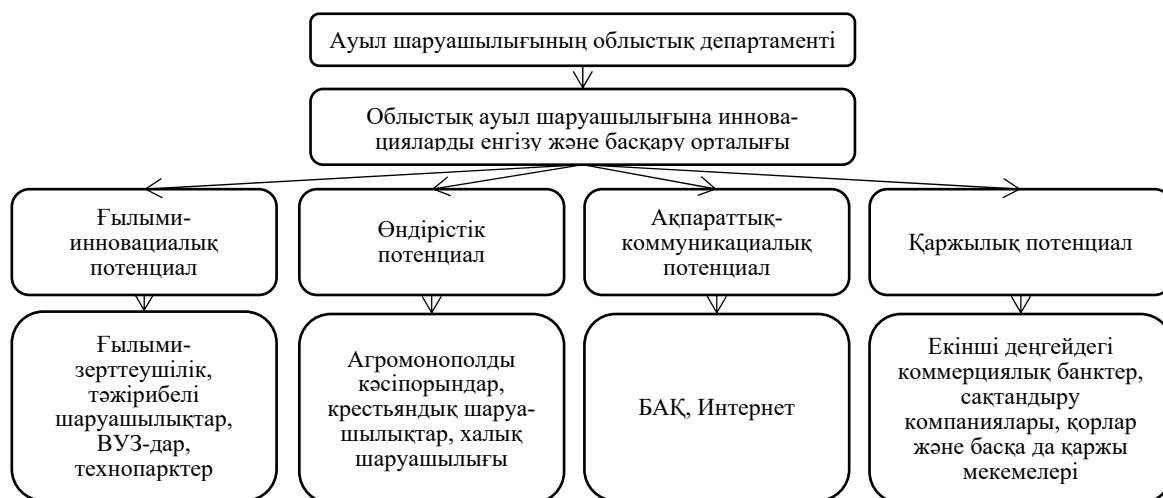 Ауыл шаруашылығының облыстық департаменті
Облыстық ауыл шаруашылығына иннова-
цияларды енгізу және басқару орталығы
Ғылыми-
инновациалық
потенциал
Өндірістік
потенциал
Ақпараттық-
коммуникациалық
потенциал
Қаржылық потенциал
Ғылыми-
зерттеушілік,
тәжірибелі
шаруашылықтар,
ВУЗ-дар,
технопарктер
Агромонополды
кәсіпорындар,
крестьяндық шаруа-
шылықтар, халық
шаруашылығы
БАҚ, Интернет
Екінші деңгейдегі
коммерциялық банктер,
сақтандыру
компаниялары, қорлар
және басқа да қаржы
мекемелері